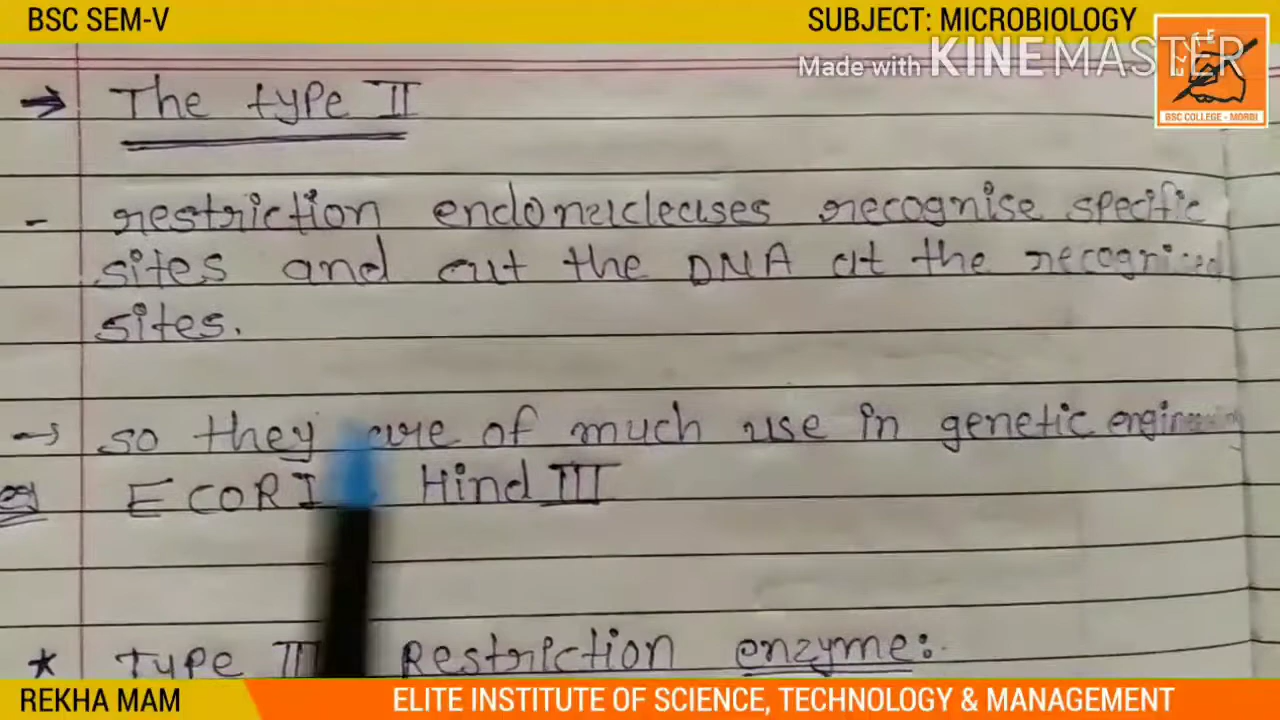 BSC SEM-V
SUBJECT: MICROBIOLOGY
Made with KINEMASTER
ELITE
BSC COLLEGE - MORBI
→ The type II
- restriction endonucleases recognise specific
sites and cut the DNA at the recognized
sites.
→ so they are of much use in genetic
eg ECORI Hind III
* Type III Restriction enzyme:-
REKHA MAM
ELITE INSTITUTE OF SCIENCE, TECHNOLOGY & MANAGEMENT